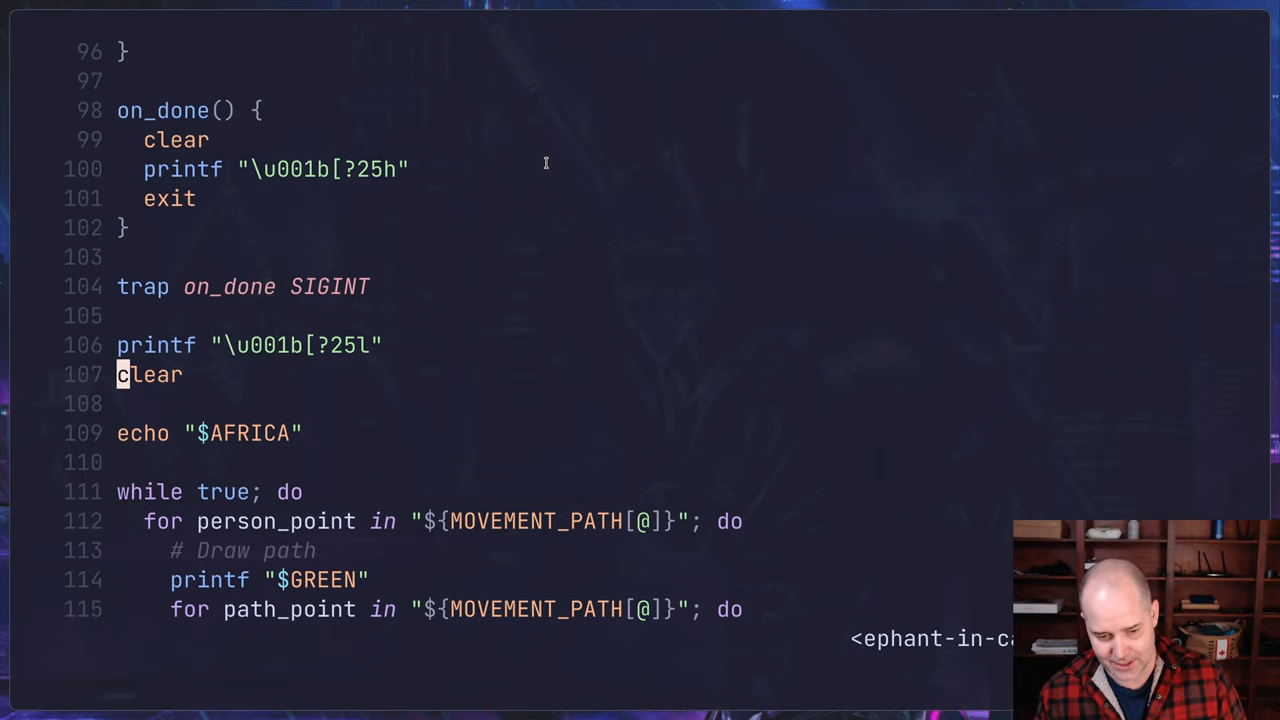 96 }
97
98 on_done() {
99 clear
100 printf "\u001b[?25h"
101 exit
102 }
103
104 trap on_done SIGINT
105
106 printf "\u001b[?25l"
107 clear
108
109 echo "$AFRICA"
110
111 while true; do
112 for person_point in "${MOVEMENT_PATH[@]}"; do
113 # Draw path
114 printf "$GREEN"
115 for path_point in "${MOVEMENT_PATH[@]}"; do
<ephant-in-ca